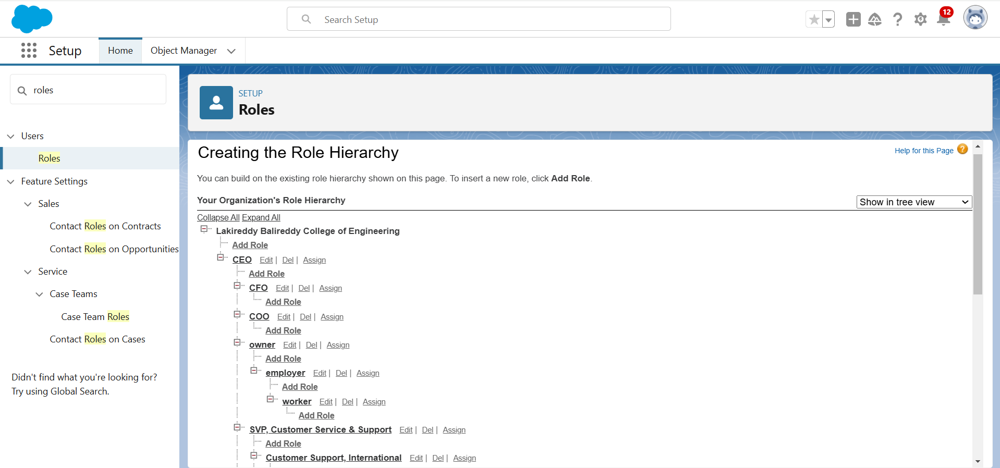 Search Setup
12
Setup
Home
Object Manager
roles
Users
Roles
Feature Settings
Sales
Contact Roles on Contracts
Contact Roles on Opportunities
Service
Case Teams
Case Team Roles
Contact Roles on Cases
Didn't find what you're looking for?
Try using Global Search.
SETUP
Roles
Creating the Role Hierarchy
Help for this Page ?
You can build on the existing role hierarchy shown on this page. To insert a new role, click Add Role.
Your Organization's Role Hierarchy
Show in tree view
Collapse All Expand All
Lakireddy Balireddy College of Engineering
Add Role
CEO Edit | Del | Assign
Add Role
CFO Edit | Del | Assign
Add Role
COO Edit | Del | Assign
Add Role
owner Edit | Del | Assign
Add Role
employer Edit | Del | Assign
Add Role
worker Edit | Del | Assign
Add Role
SVP, Customer Service & Support Edit | Del | Assign
Add Role
Customer Support, International Edit | Del | Assign